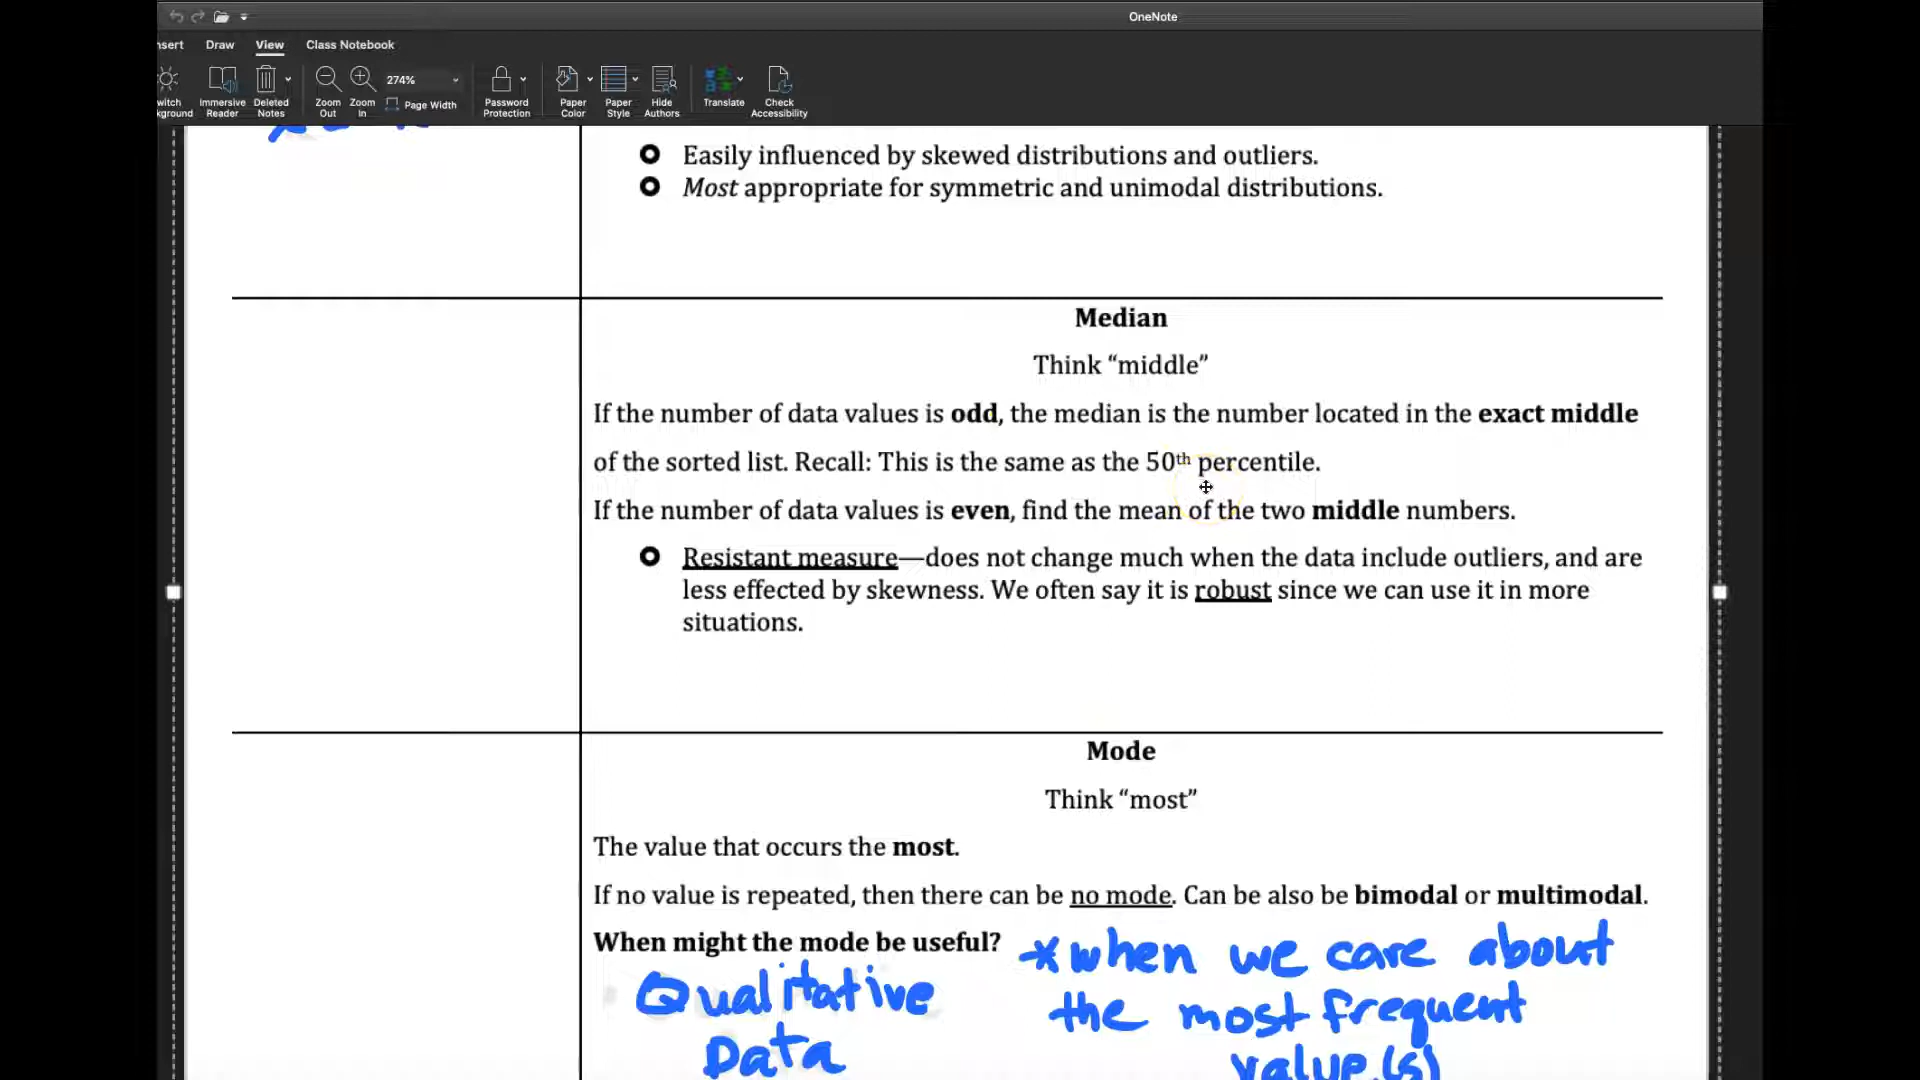 OneNote
nsert Draw View Class Notebook
274%
Page Width
witch
kground
Immersive
Reader
Deleted
Notes
Zoom
Out
Zoom
In
Password
Protection
Paper
Color
Paper
Style
Hide
Authors
Translate
Check
Accessibility
Easily influenced by skewed distributions and outliers.
Most appropriate for symmetric and unimodal distributions.
Median
Think “middle”
If the number of data values is odd, the median is the number located in the exact middle
of the sorted list. Recall: This is the same as the 50th percentile.
If the number of data values is even, find the mean of the two middle numbers.
Resistant measure—does not change much when the data include outliers, and are
less effected by skewness. We often say it is robust since we can use it in more
situations.
Mode
Think “most”
The value that occurs the most.
If no value is repeated, then there can be no mode. Can be also be bimodal or multimodal.
When might the mode be useful?
Qualitative
Data
*when we care about
the most frequent
value(s)